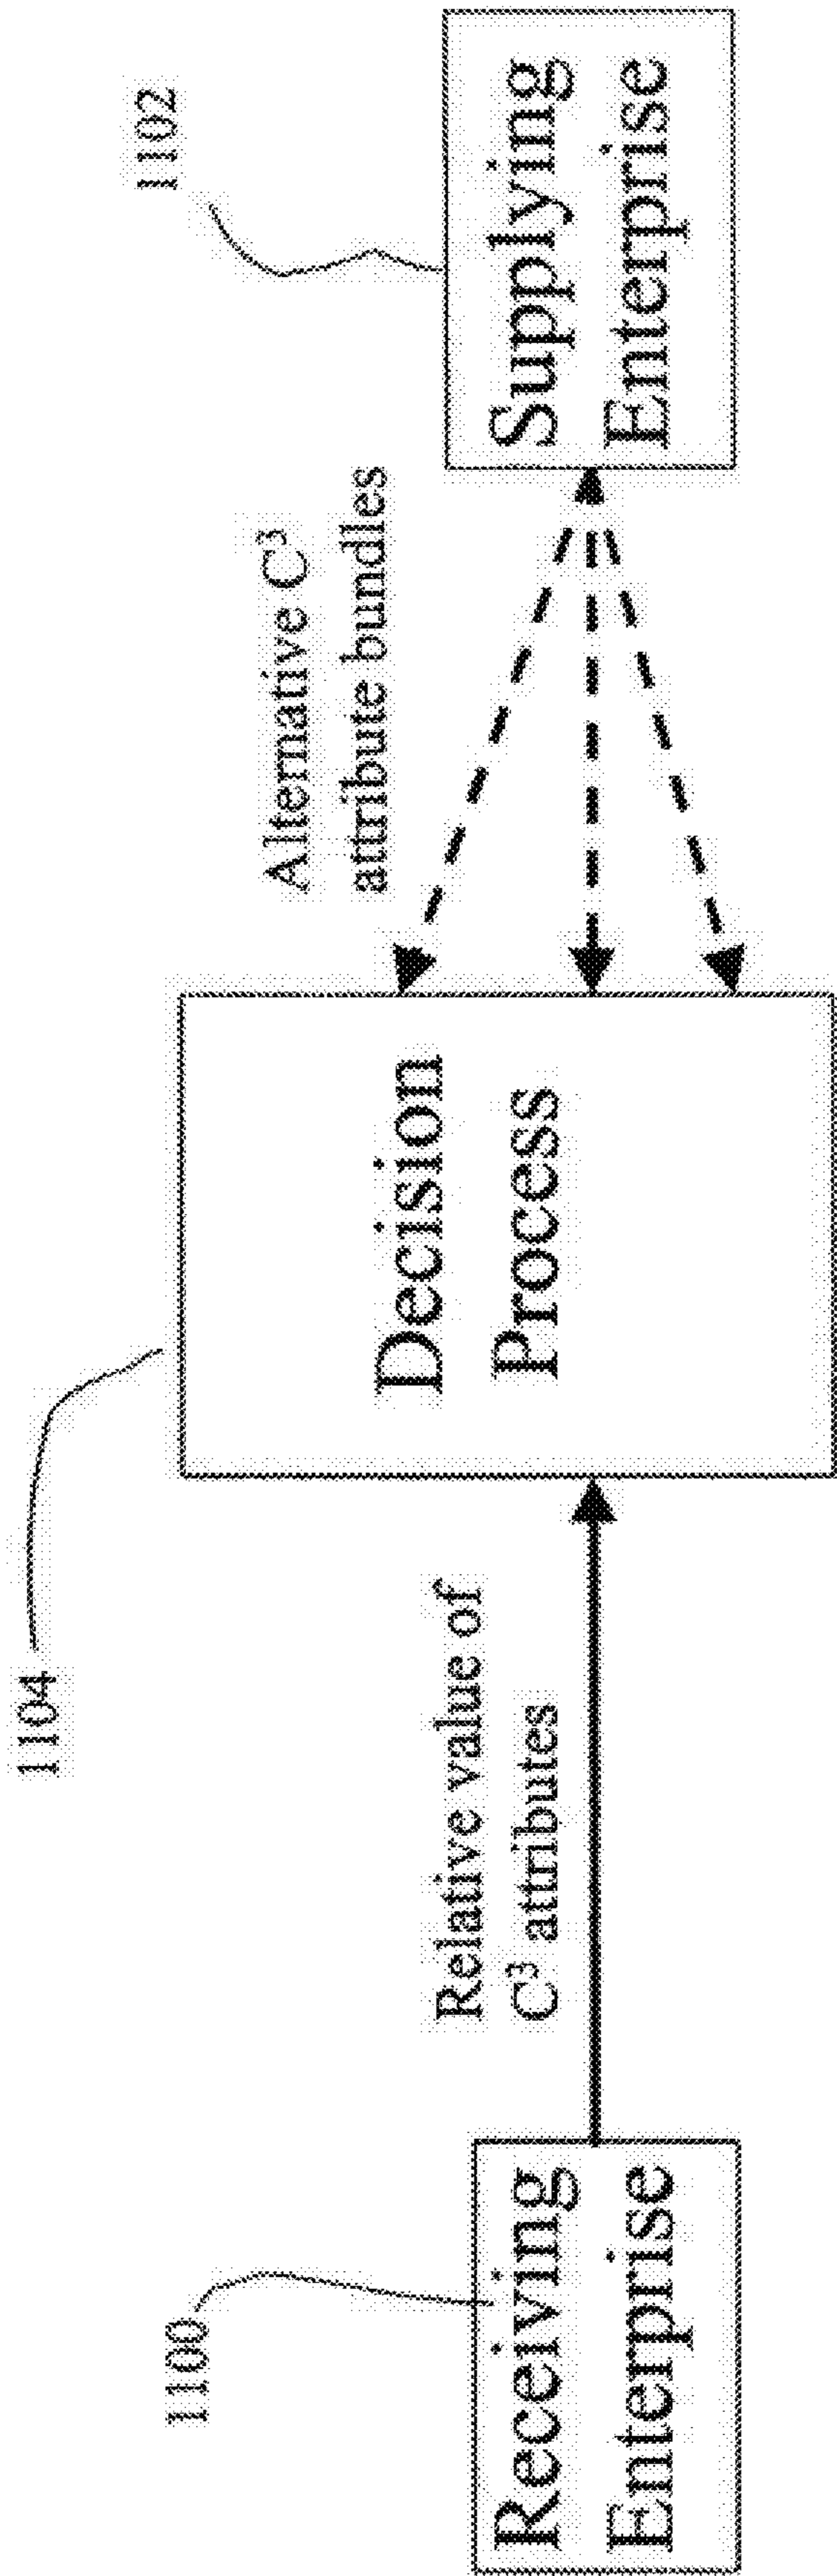 1100
Receiving
Enterprise
Relative value of
C³ attributes
1104
Decision
Process
Alternative C³
attribute bundles
1102
Supplying
Enterprise